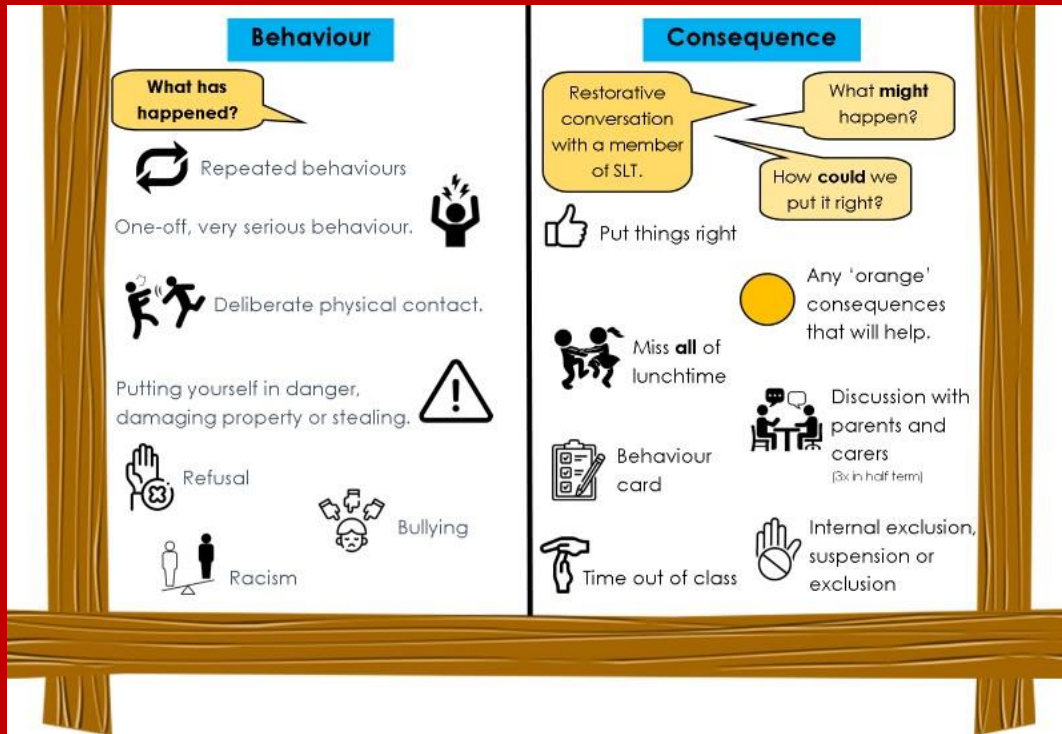 Behaviour
What has
happened?
Repeated behaviours
One-off, very serious behaviour.
Deliberate physical contact.
Putting yourself in danger,
damaging property or stealing.
Refusal
Bullying
Racism
Consequence
Restorative
conversation
with a member
of SLT.
What might
happen?
How could we
put it right?
Put things right
Any ‘orange’
consequences
that will help.
Miss all of
lunchtime
Discussion with
parents and
carers
(3x in half term)
Behaviour
card
Internal exclusion,
suspension or
exclusion
Time out of class